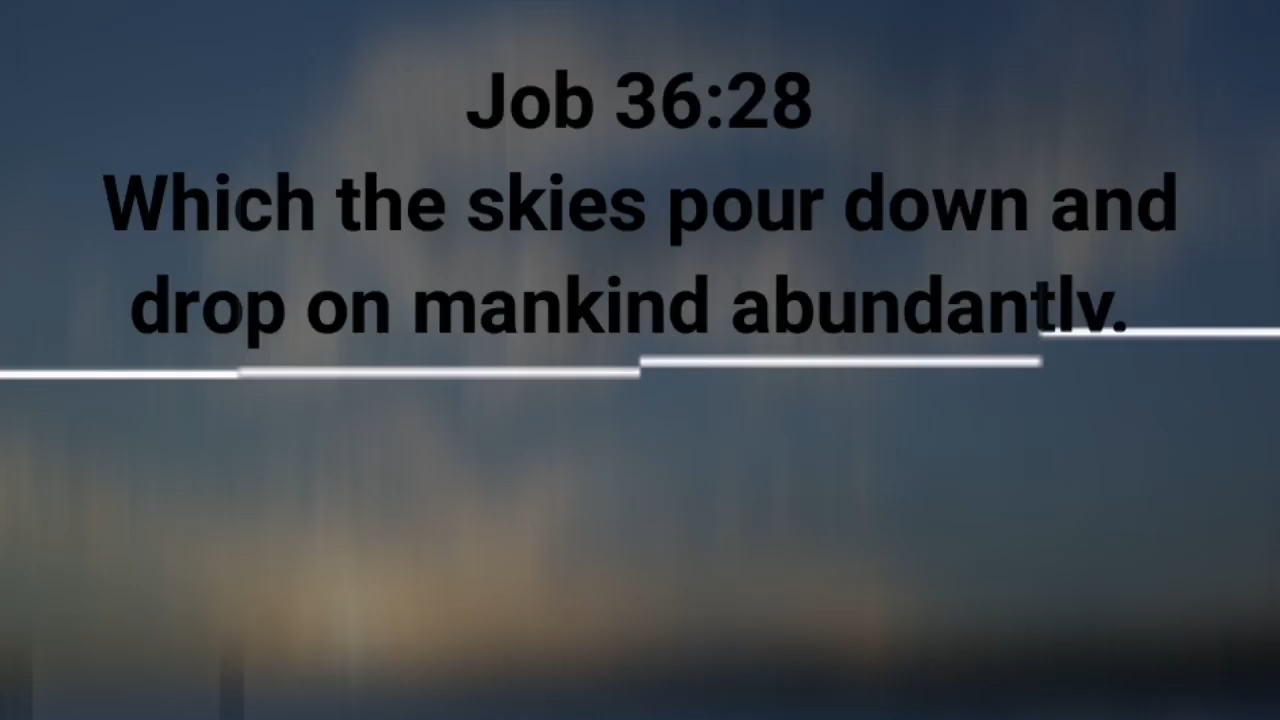 Job 36:28
Which the skies pour down and
drop on mankind abundantly.